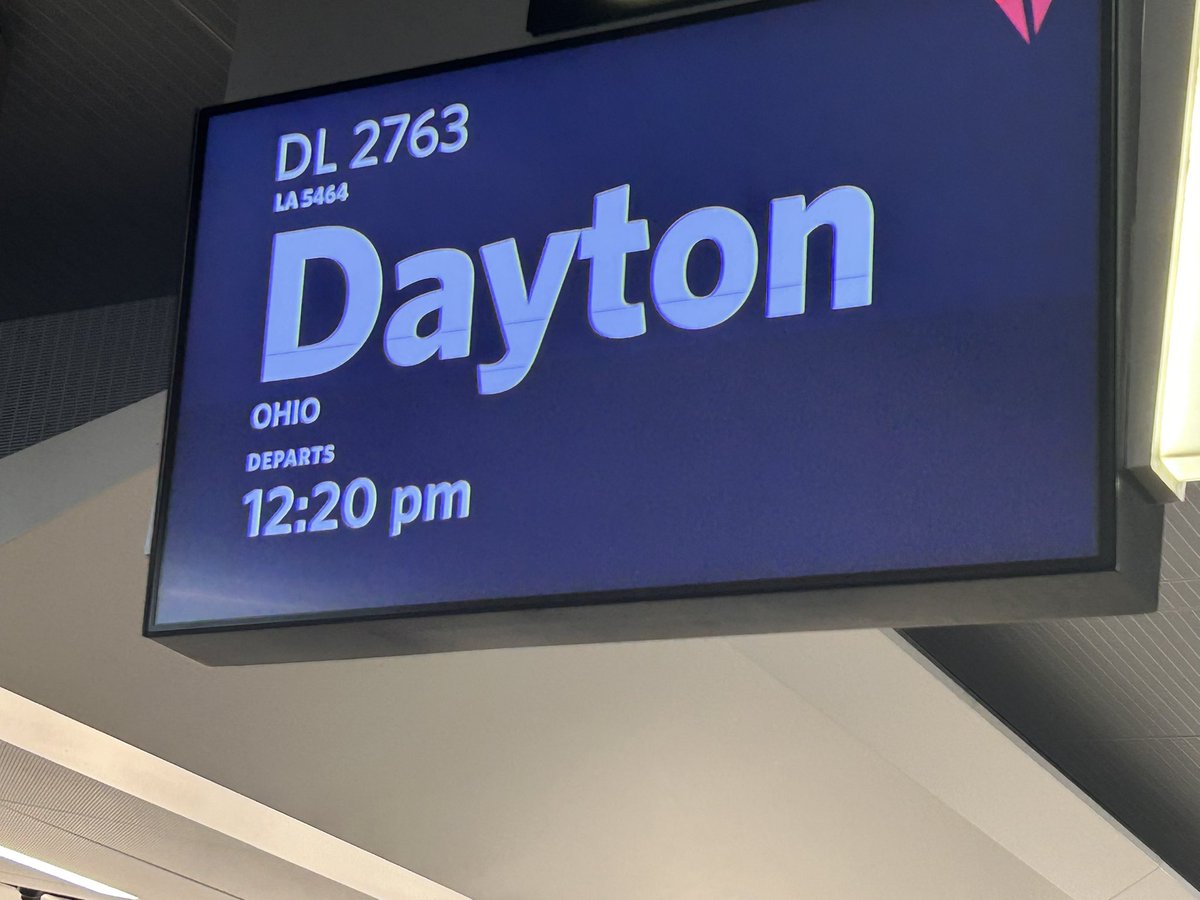 DL 2763
LA 5464
Dayton
OHIO
DEPARTS
12:20 pm